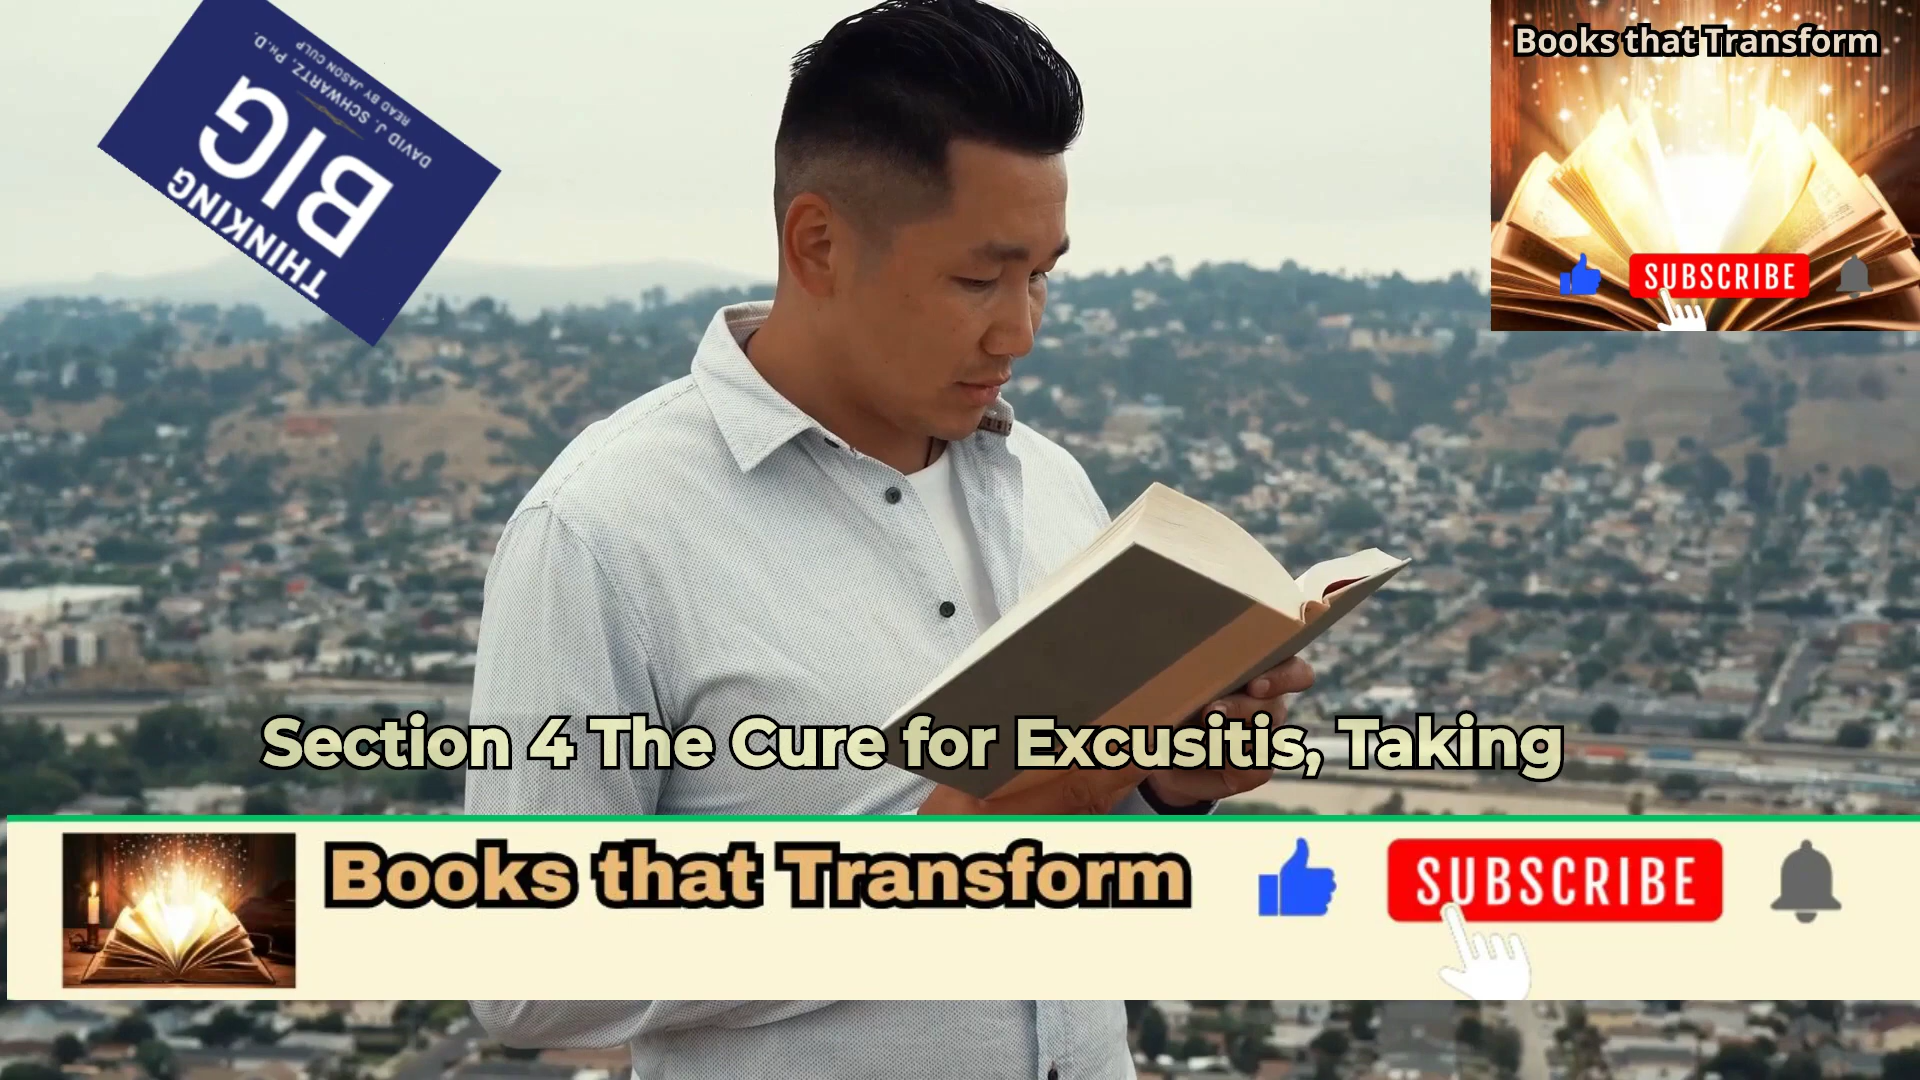 THINKING
BIG
DAVID J. SCHWARTZ, PH.D.
READ BY JASON CULP
Books that Transform
SUBSCRIBE
Section 4 The Cure for Excusitis, Taking
Books that Transform
SUBSCRIBE